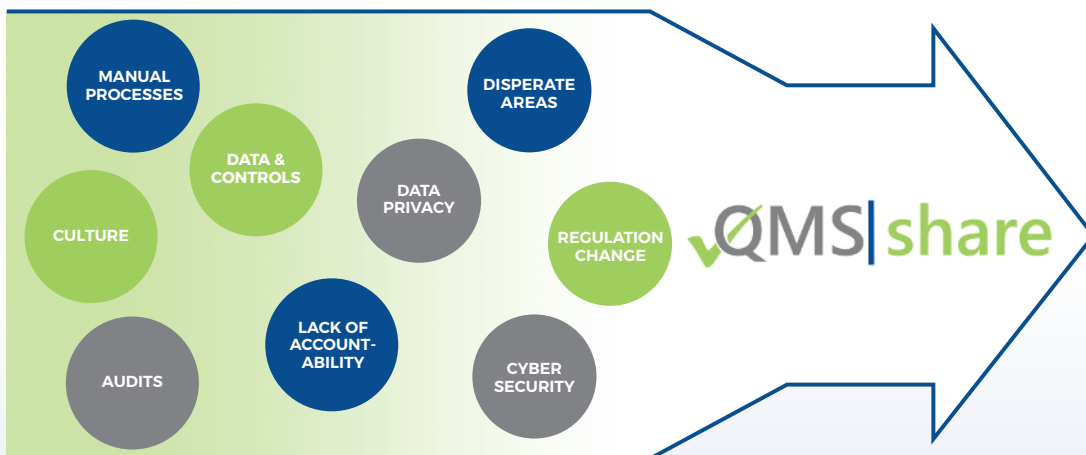 MANUAL
PROCESSES
DISPERATE
AREAS
DATA &
CONTROLS
DATA
PRIVACY
CULTURE
REGULATION
CHANGE
QMS|share
LACK OF
ACCOUNT-
ABILITY
AUDITS
CYBER
SECURITY